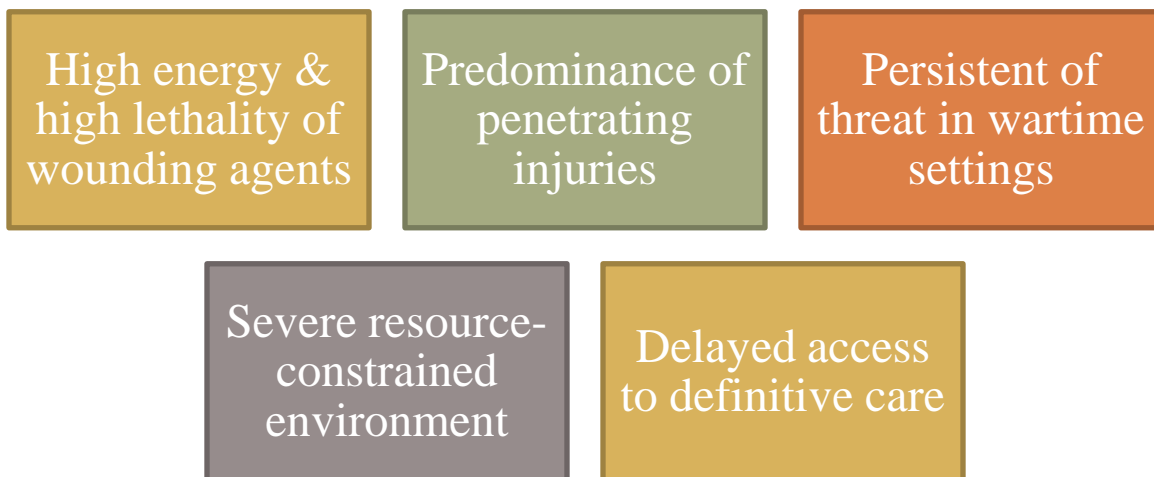 High energy &
high lethality of
wounding agents
Predominance of
penetrating
injuries
Persistent of
threat in wartime
settings
Severe resource-
constrained
environment
Delayed access
to definitive care